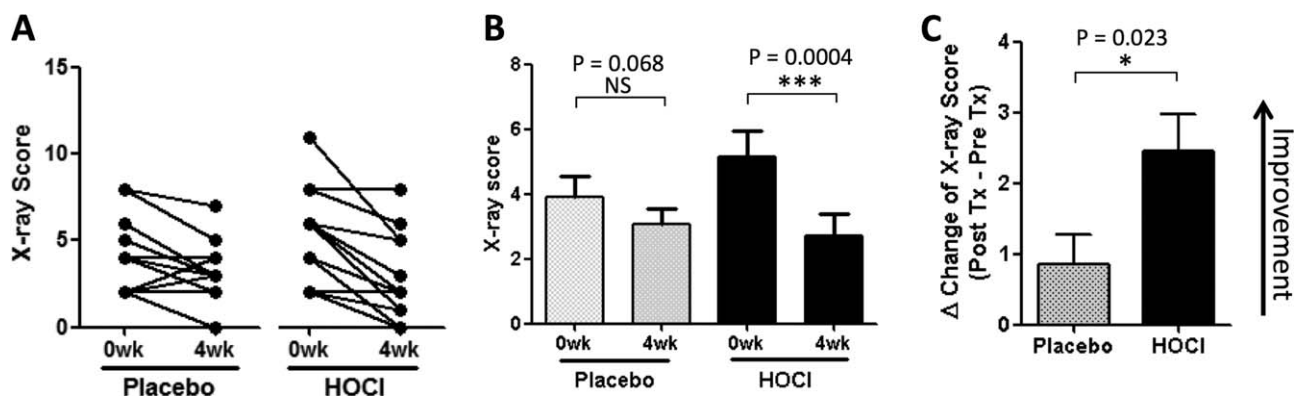 A
15
10
5
0
X-ray Score
0wk
4wk
0wk
4wk
Placebo
HOCl
B
8
6
4
2
0
X-ray score
P = 0.068
NS
P = 0.0004
***
0wk
4wk
0wk
4wk
Placebo
HOCl
C
4
3
2
1
0
Δ Change of X-ray Score
(Post Tx - Pre Tx)
P = 0.023
*
Placebo
HOCl
Improvement